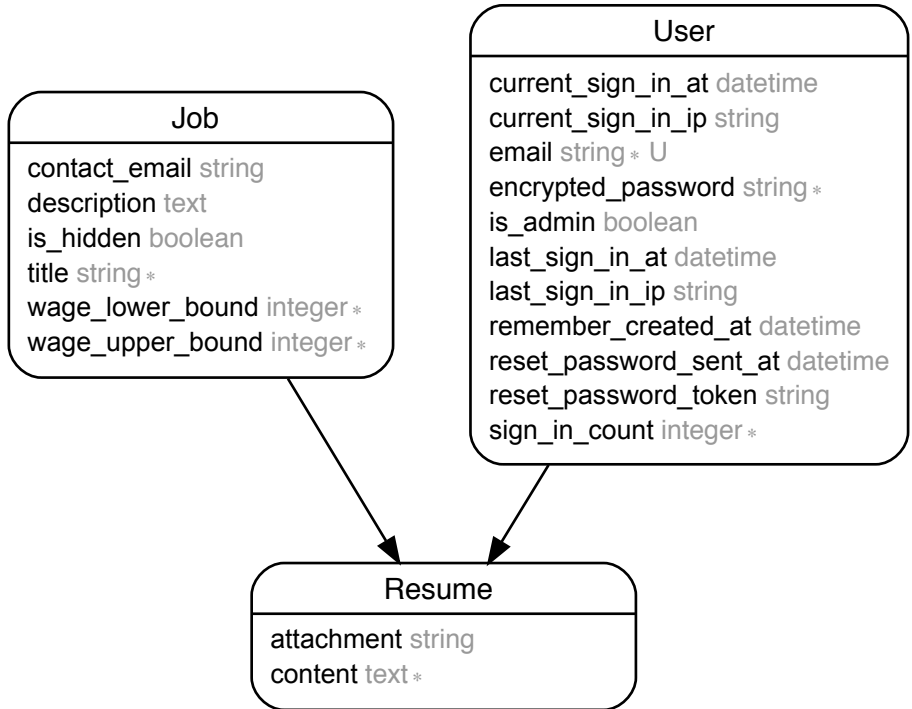 Job
contact_email string
description text
is_hidden boolean
title string *
wage_lower_bound integer *
wage_upper_bound integer *
User
current_sign_in_at datetime
current_sign_in_ip string
email string * U
encrypted_password string *
is_admin boolean
last_sign_in_at datetime
last_sign_in_ip string
remember_created_at datetime
reset_password_sent_at datetime
reset_password_token string
sign_in_count integer *
Resume
attachment string
content text *